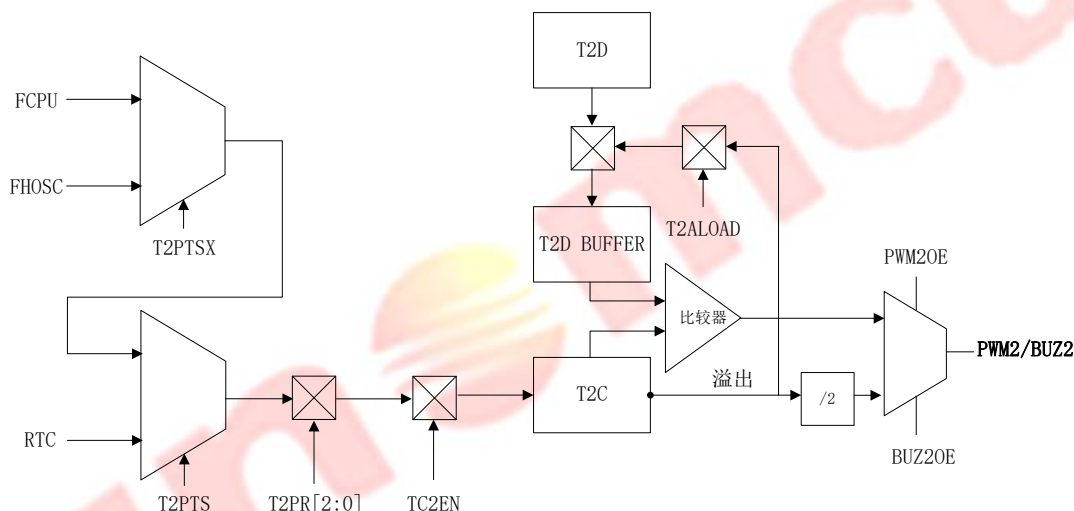 T2D
FCPU
FHOSC
T2PTSX
T2ALOAD
T2D BUFFER
PWM2OE
比较器
PWM2/BUZ2
溢出
T2C
/2
RTC
BUZ2OE
T2PTS
T2PR[2:0]
TC2EN